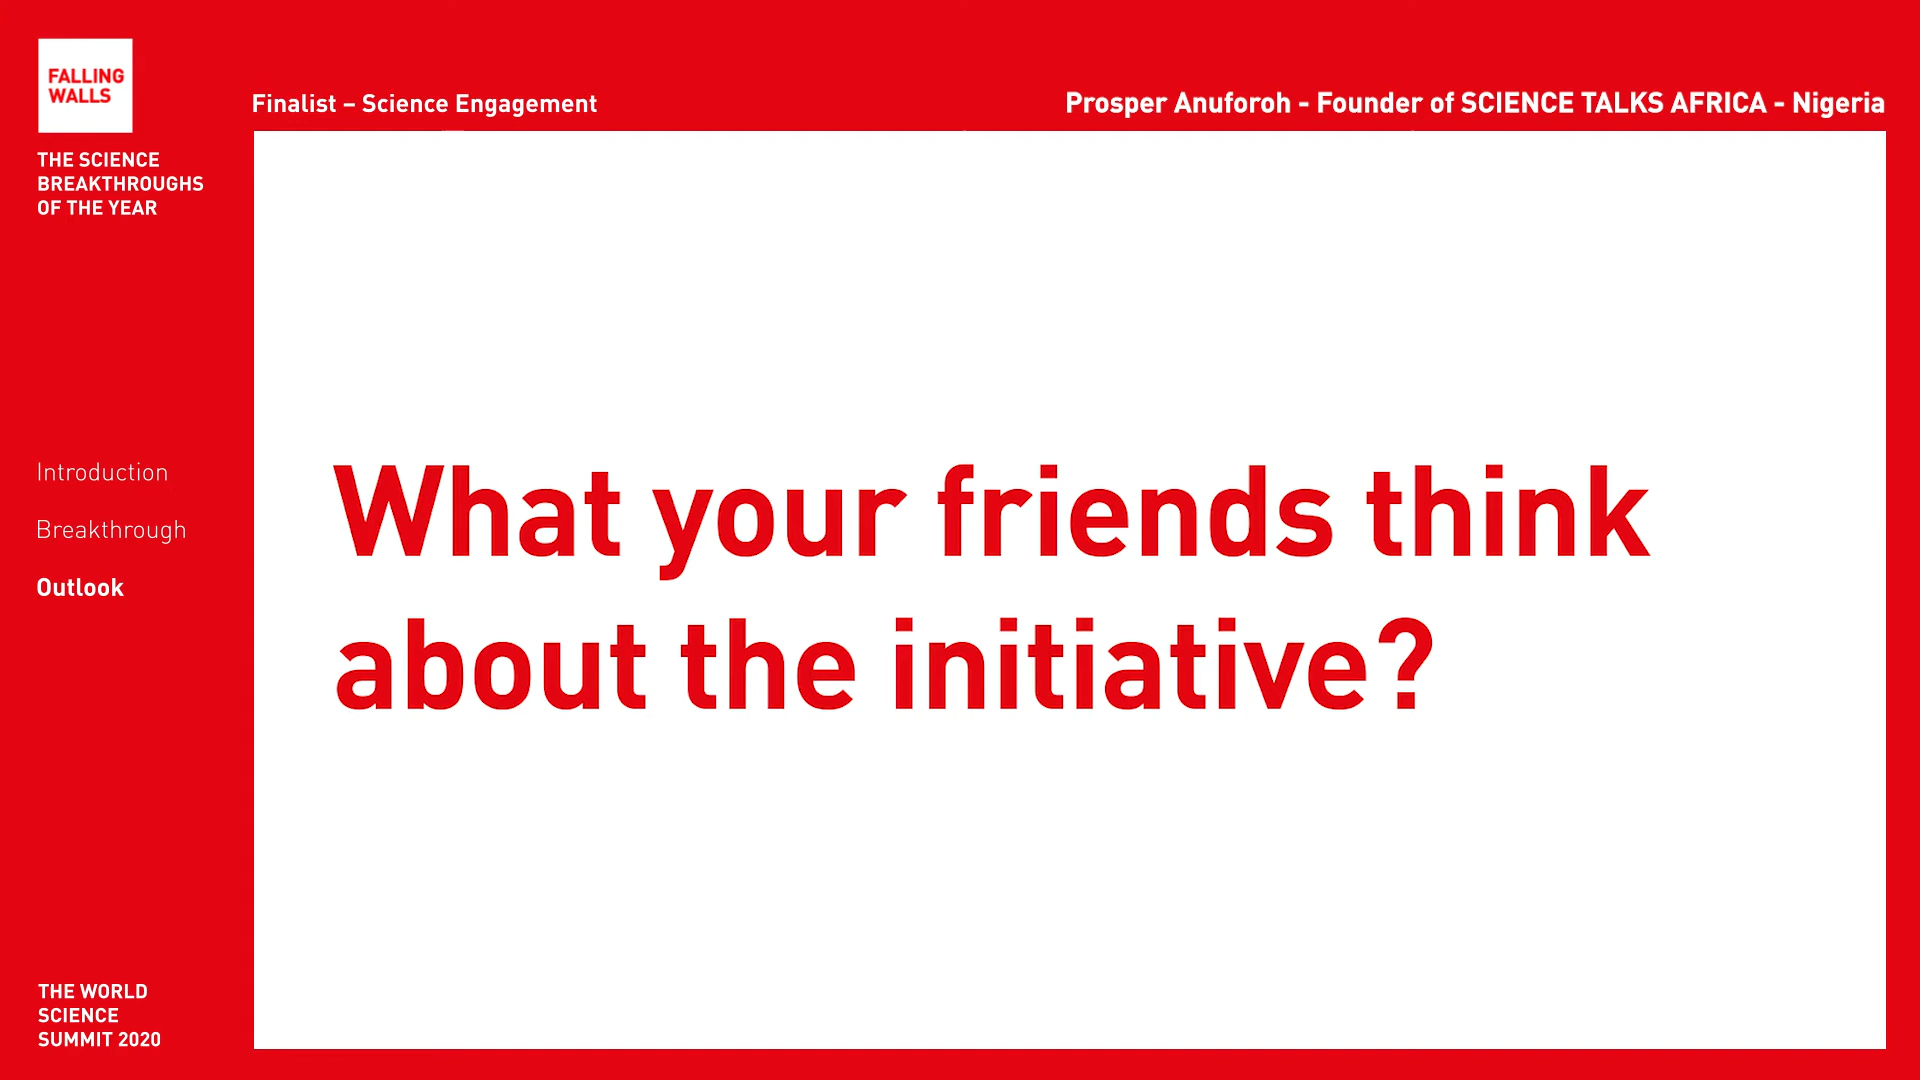 FALLING
WALLS
Finalist – Science Engagement
Prosper Anuforoh - Founder of SCIENCE TALKS AFRICA - Nigeria
THE SCIENCE
BREAKTHROUGHS
OF THE YEAR
Introduction
Breakthrough
Outlook
What your friends think
about the initiative?
THE WORLD
SCIENCE
SUMMIT 2020